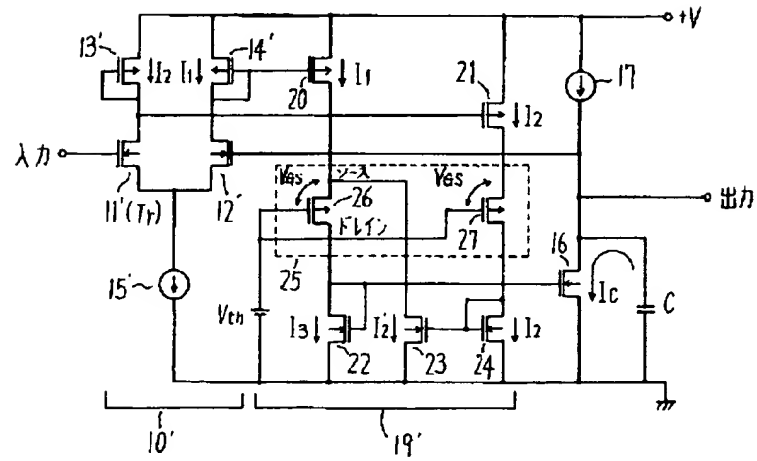 +V
13'
14'
I2
I1
20
I1
21
I2
17
入力
11'(Tr)
12'
VGS
ソース
26
ドレイン
VGS
27
出力
25'
16
Ic
C
15'
Vth
I3
22
I2'
23
24
I2
10'
19'